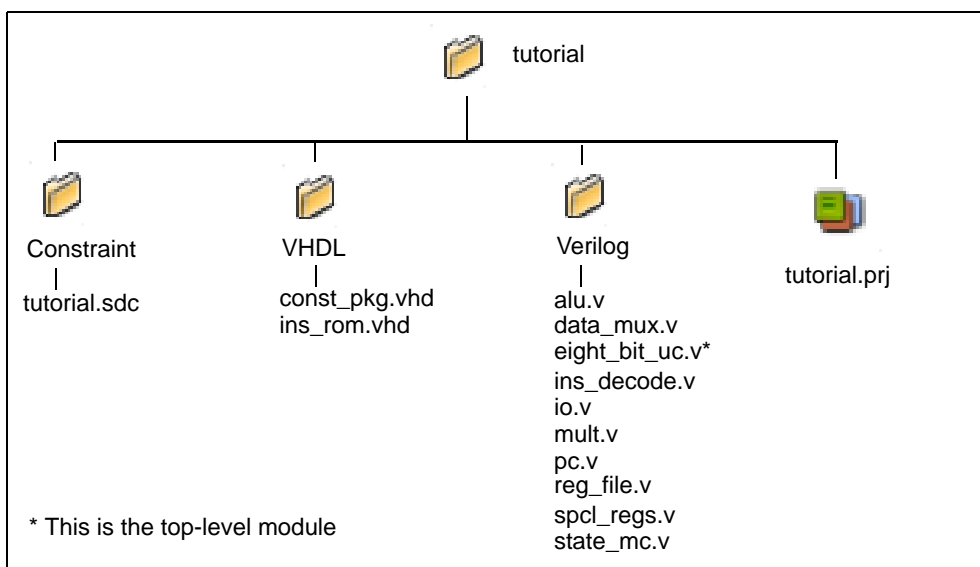 tutorial
Constraint
tutorial.sdc
VHDL
const_pkg.vhd
ins_rom.vhd
Verilog
alu.v
data_mux.v
eight_bit_uc.v*
ins_decode.v
io.v
mult.v
pc.v
reg_file.v
spcl_regs.v
state_mc.v
tutorial.prj
* This is the top-level module